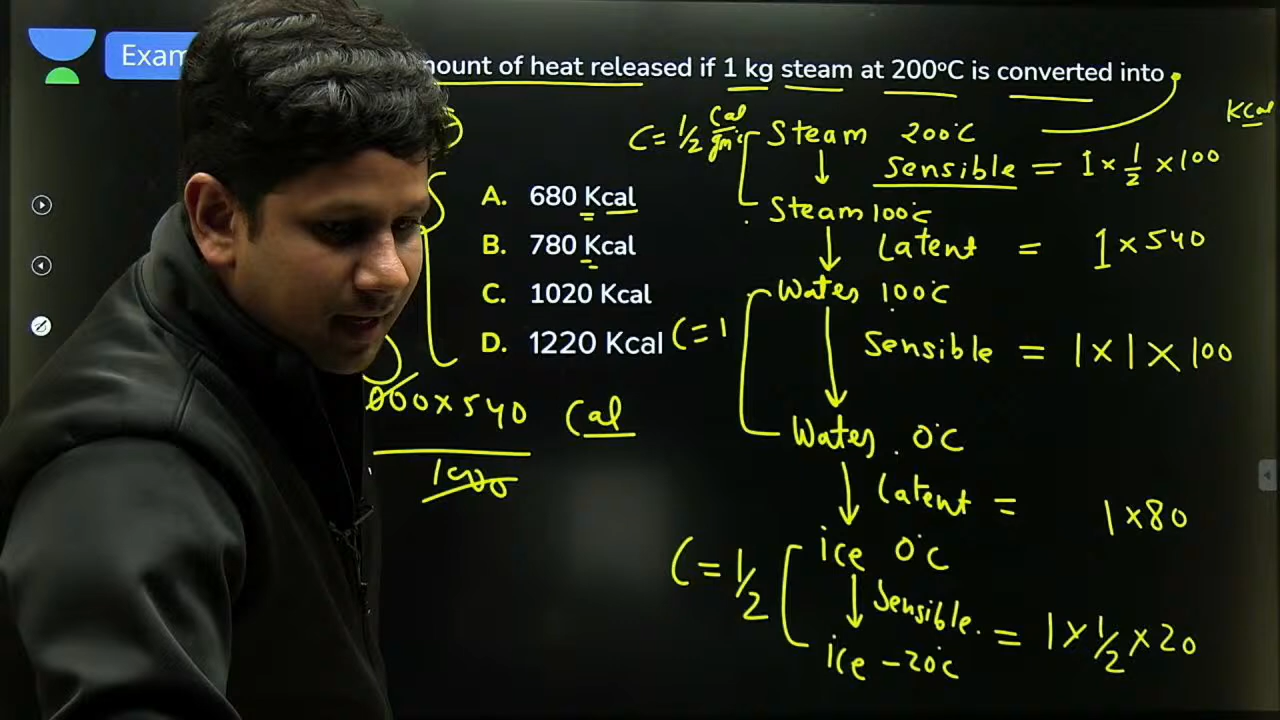 Exam
mount of heat released if 1 kg steam at 200°C is converted into
KCal
C = 1/2 Cal/gm°C
Steam 200°C
Sensible = 1 × 1/2 × 100
Steam 100°C
Latent = 1 × 540
Water 100°C
C = 1
Sensible = 1 × 1 × 100
Water 0°C
Latent = 1 × 80
ice 0°C
C = 1/2
Sensible = 1 × 1/2 × 20
ice -20°C
A. 680 Kcal
B. 780 Kcal
C. 1020 Kcal
D. 1220 Kcal
000 × 540 Cal
1000